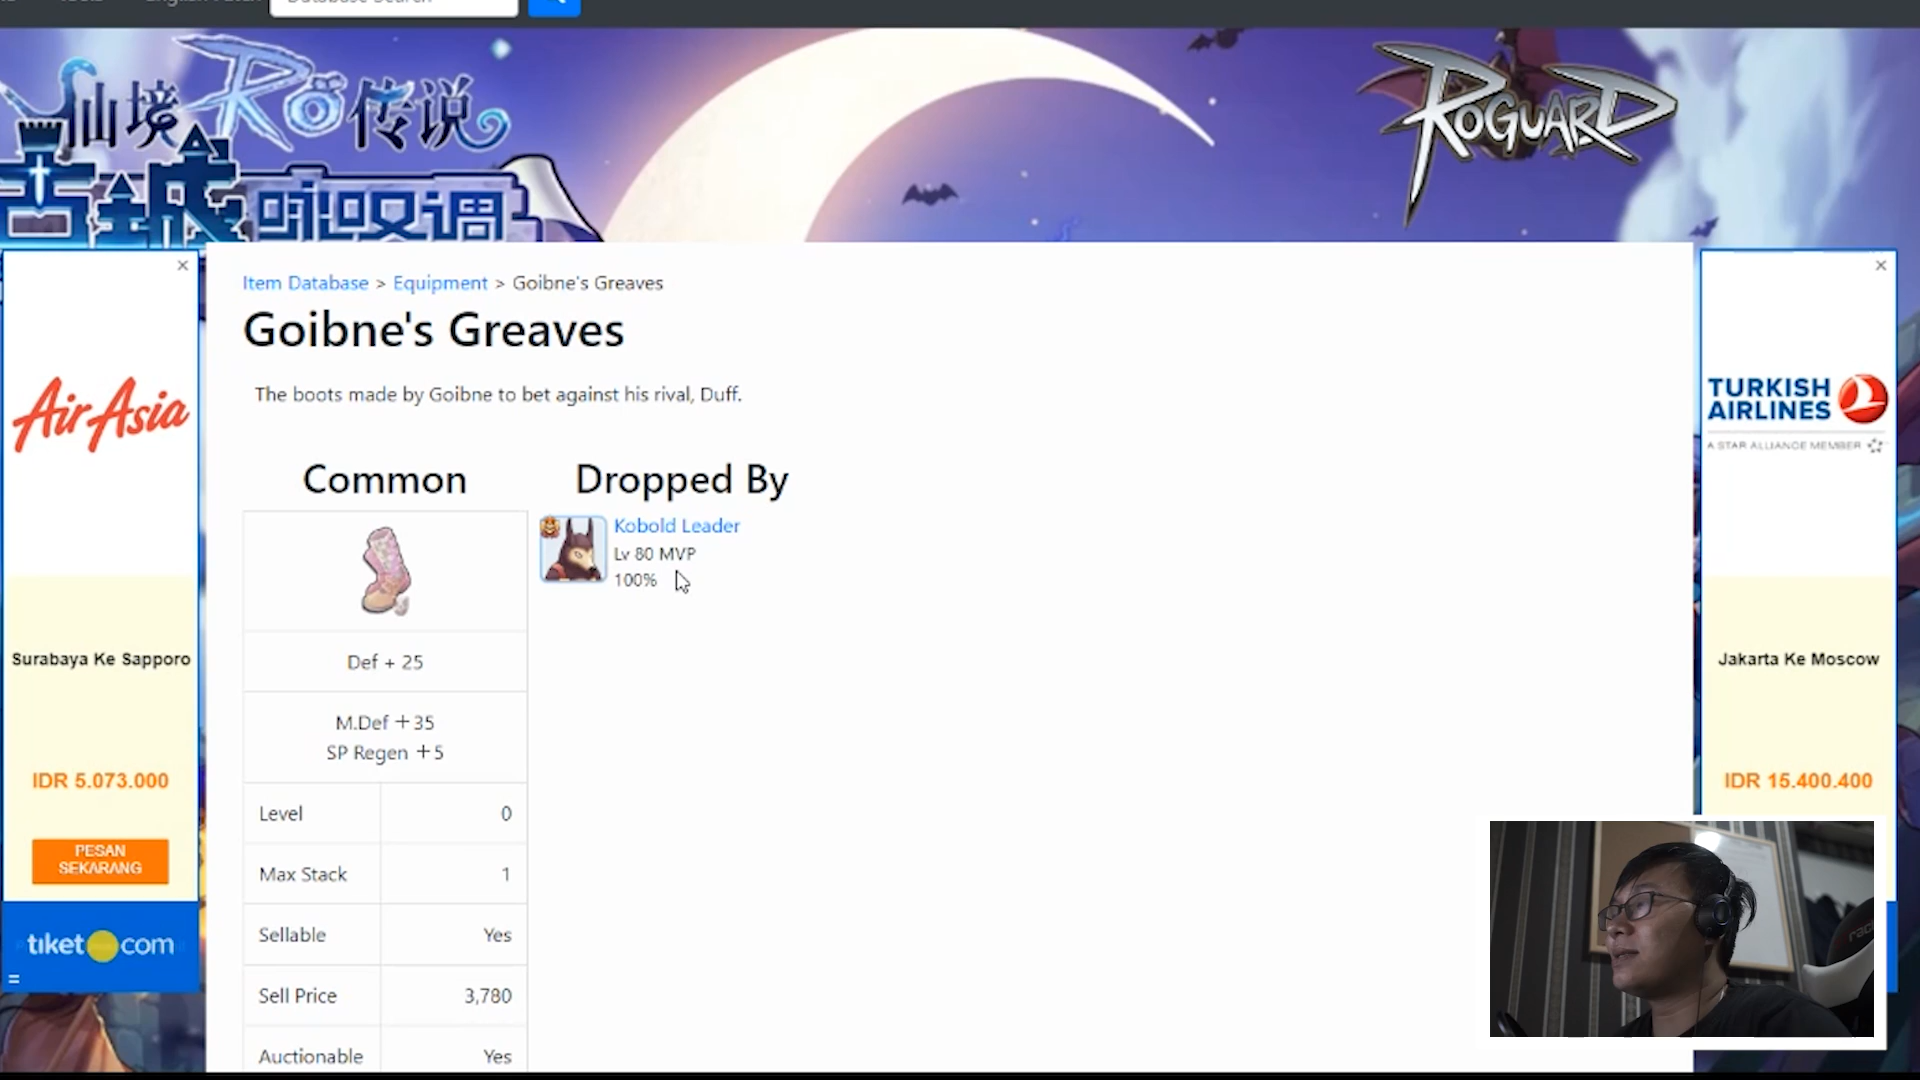 Database Search
仙境RO传说
ROGUARD
Item Database > Equipment > Goibne's Greaves
Goibne's Greaves
The boots made by Goibne to bet against his rival, Duff.
Common
Dropped By
Kobold Leader
Lv 80 MVP
100%
Def + 25
M.Def +35
SP Regen +5
Level 0
Max Stack 1
Sellable Yes
Sell Price 3,780
Auctionable Yes
AirAsia
Surabaya Ke Sapporo
IDR 5.073.000
PESAN
SEKARANG
tiket.com
TURKISH
AIRLINES
A STAR ALLIANCE MEMBER
Jakarta Ke Moscow
IDR 15.400.400